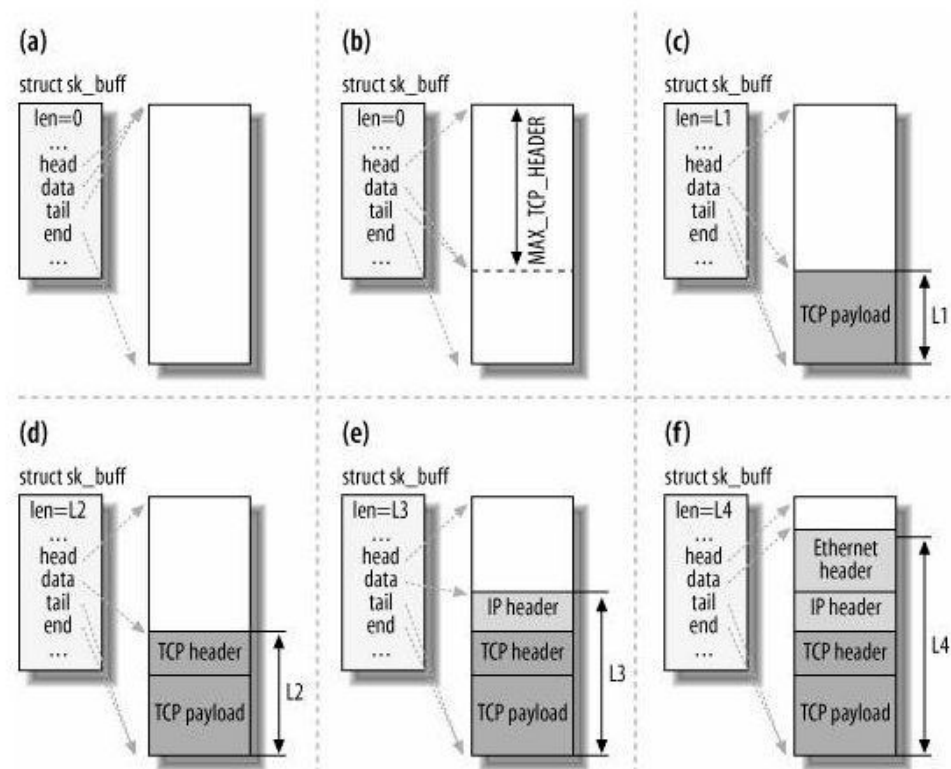 (a)
struct sk_buff
len=0
...
head
data
tail
end
...
(b)
struct sk_buff
len=0
...
head
data
tail
end
...
MAX_TCP_HEADER
(c)
struct sk_buff
len=L1
...
head
data
tail
end
...
TCP payload
L1
(d)
struct sk_buff
len=L2
...
head
data
tail
end
...
TCP header
TCP payload
L2
(e)
struct sk_buff
len=L3
...
head
data
tail
end
...
IP header
TCP header
TCP payload
L3
(f)
struct sk_buff
len=L4
...
head
data
tail
end
...
Ethernet
header
IP header
TCP header
TCP payload
L4